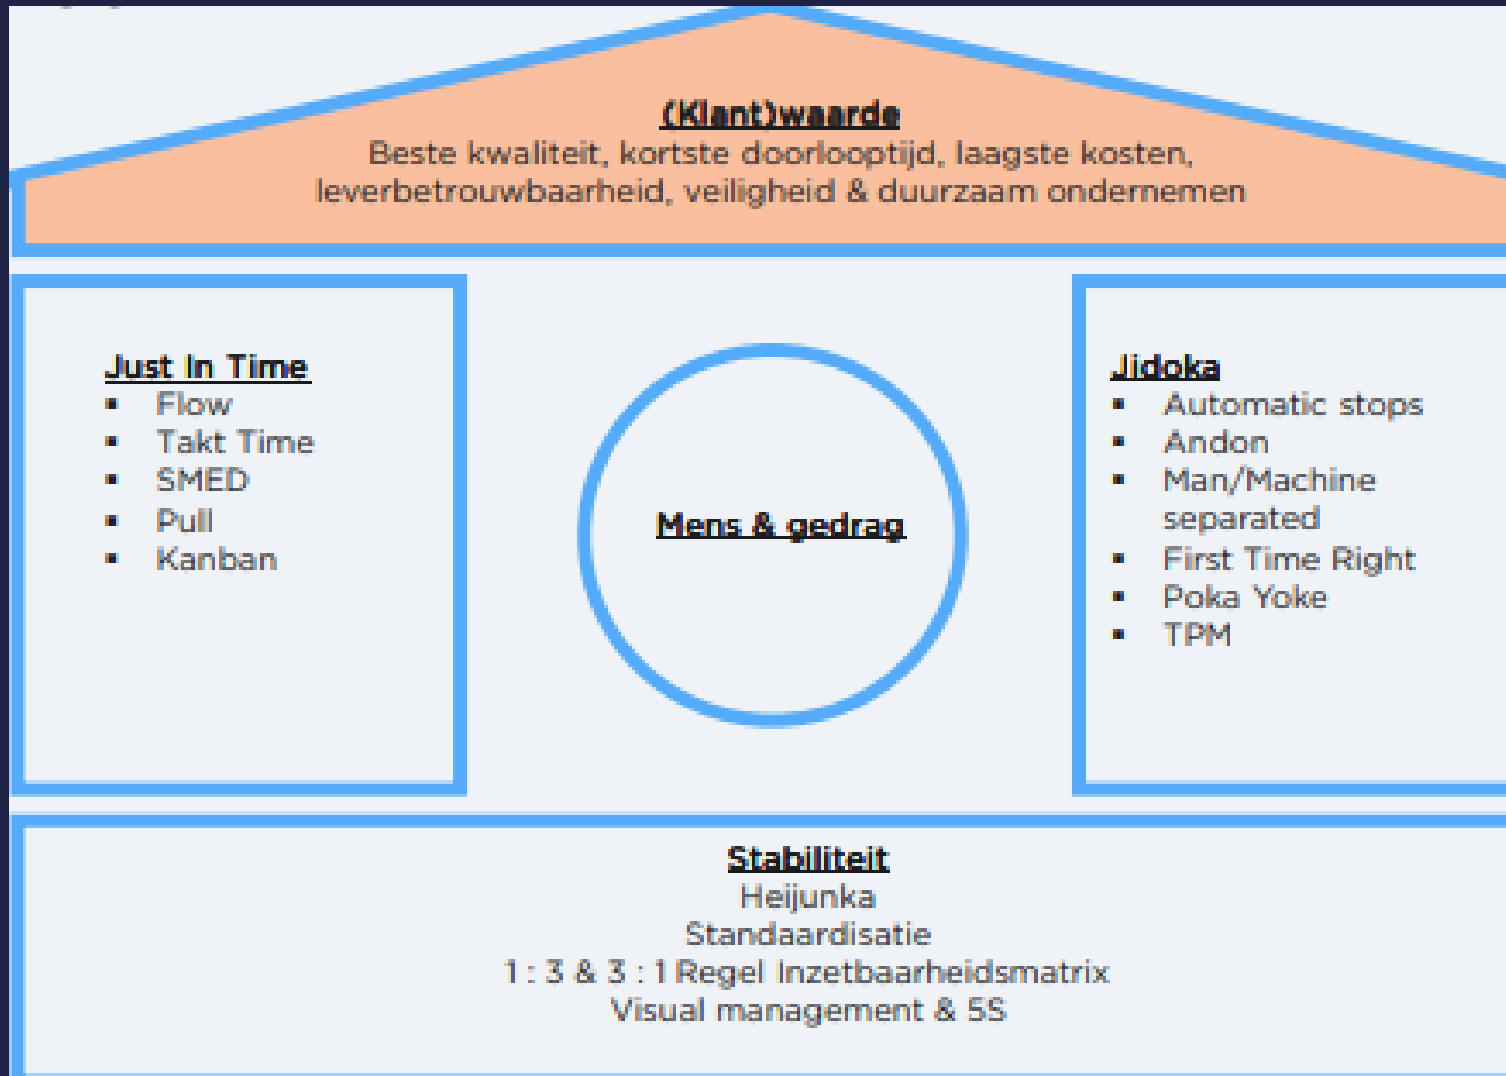 (Klant)waarde
Beste kwaliteit, kortste doorlooptijd, laagste kosten,
leverbetrouwbaarheid, veiligheid & duurzaam ondernemen
Just In Time
▪ Flow
▪ Takt Time
▪ SMED
▪ Pull
▪ Kanban
Mens & gedrag
Jidoka
▪ Automatic stops
▪ Andon
▪ Man/Machine
separated
▪ First Time Right
▪ Poka Yoke
▪ TPM
Stabiliteit
Heijunka
Standaardisatie
1 : 3 & 3 : 1 Regel Inzetbaarheidsmatrix
Visual management & 5S